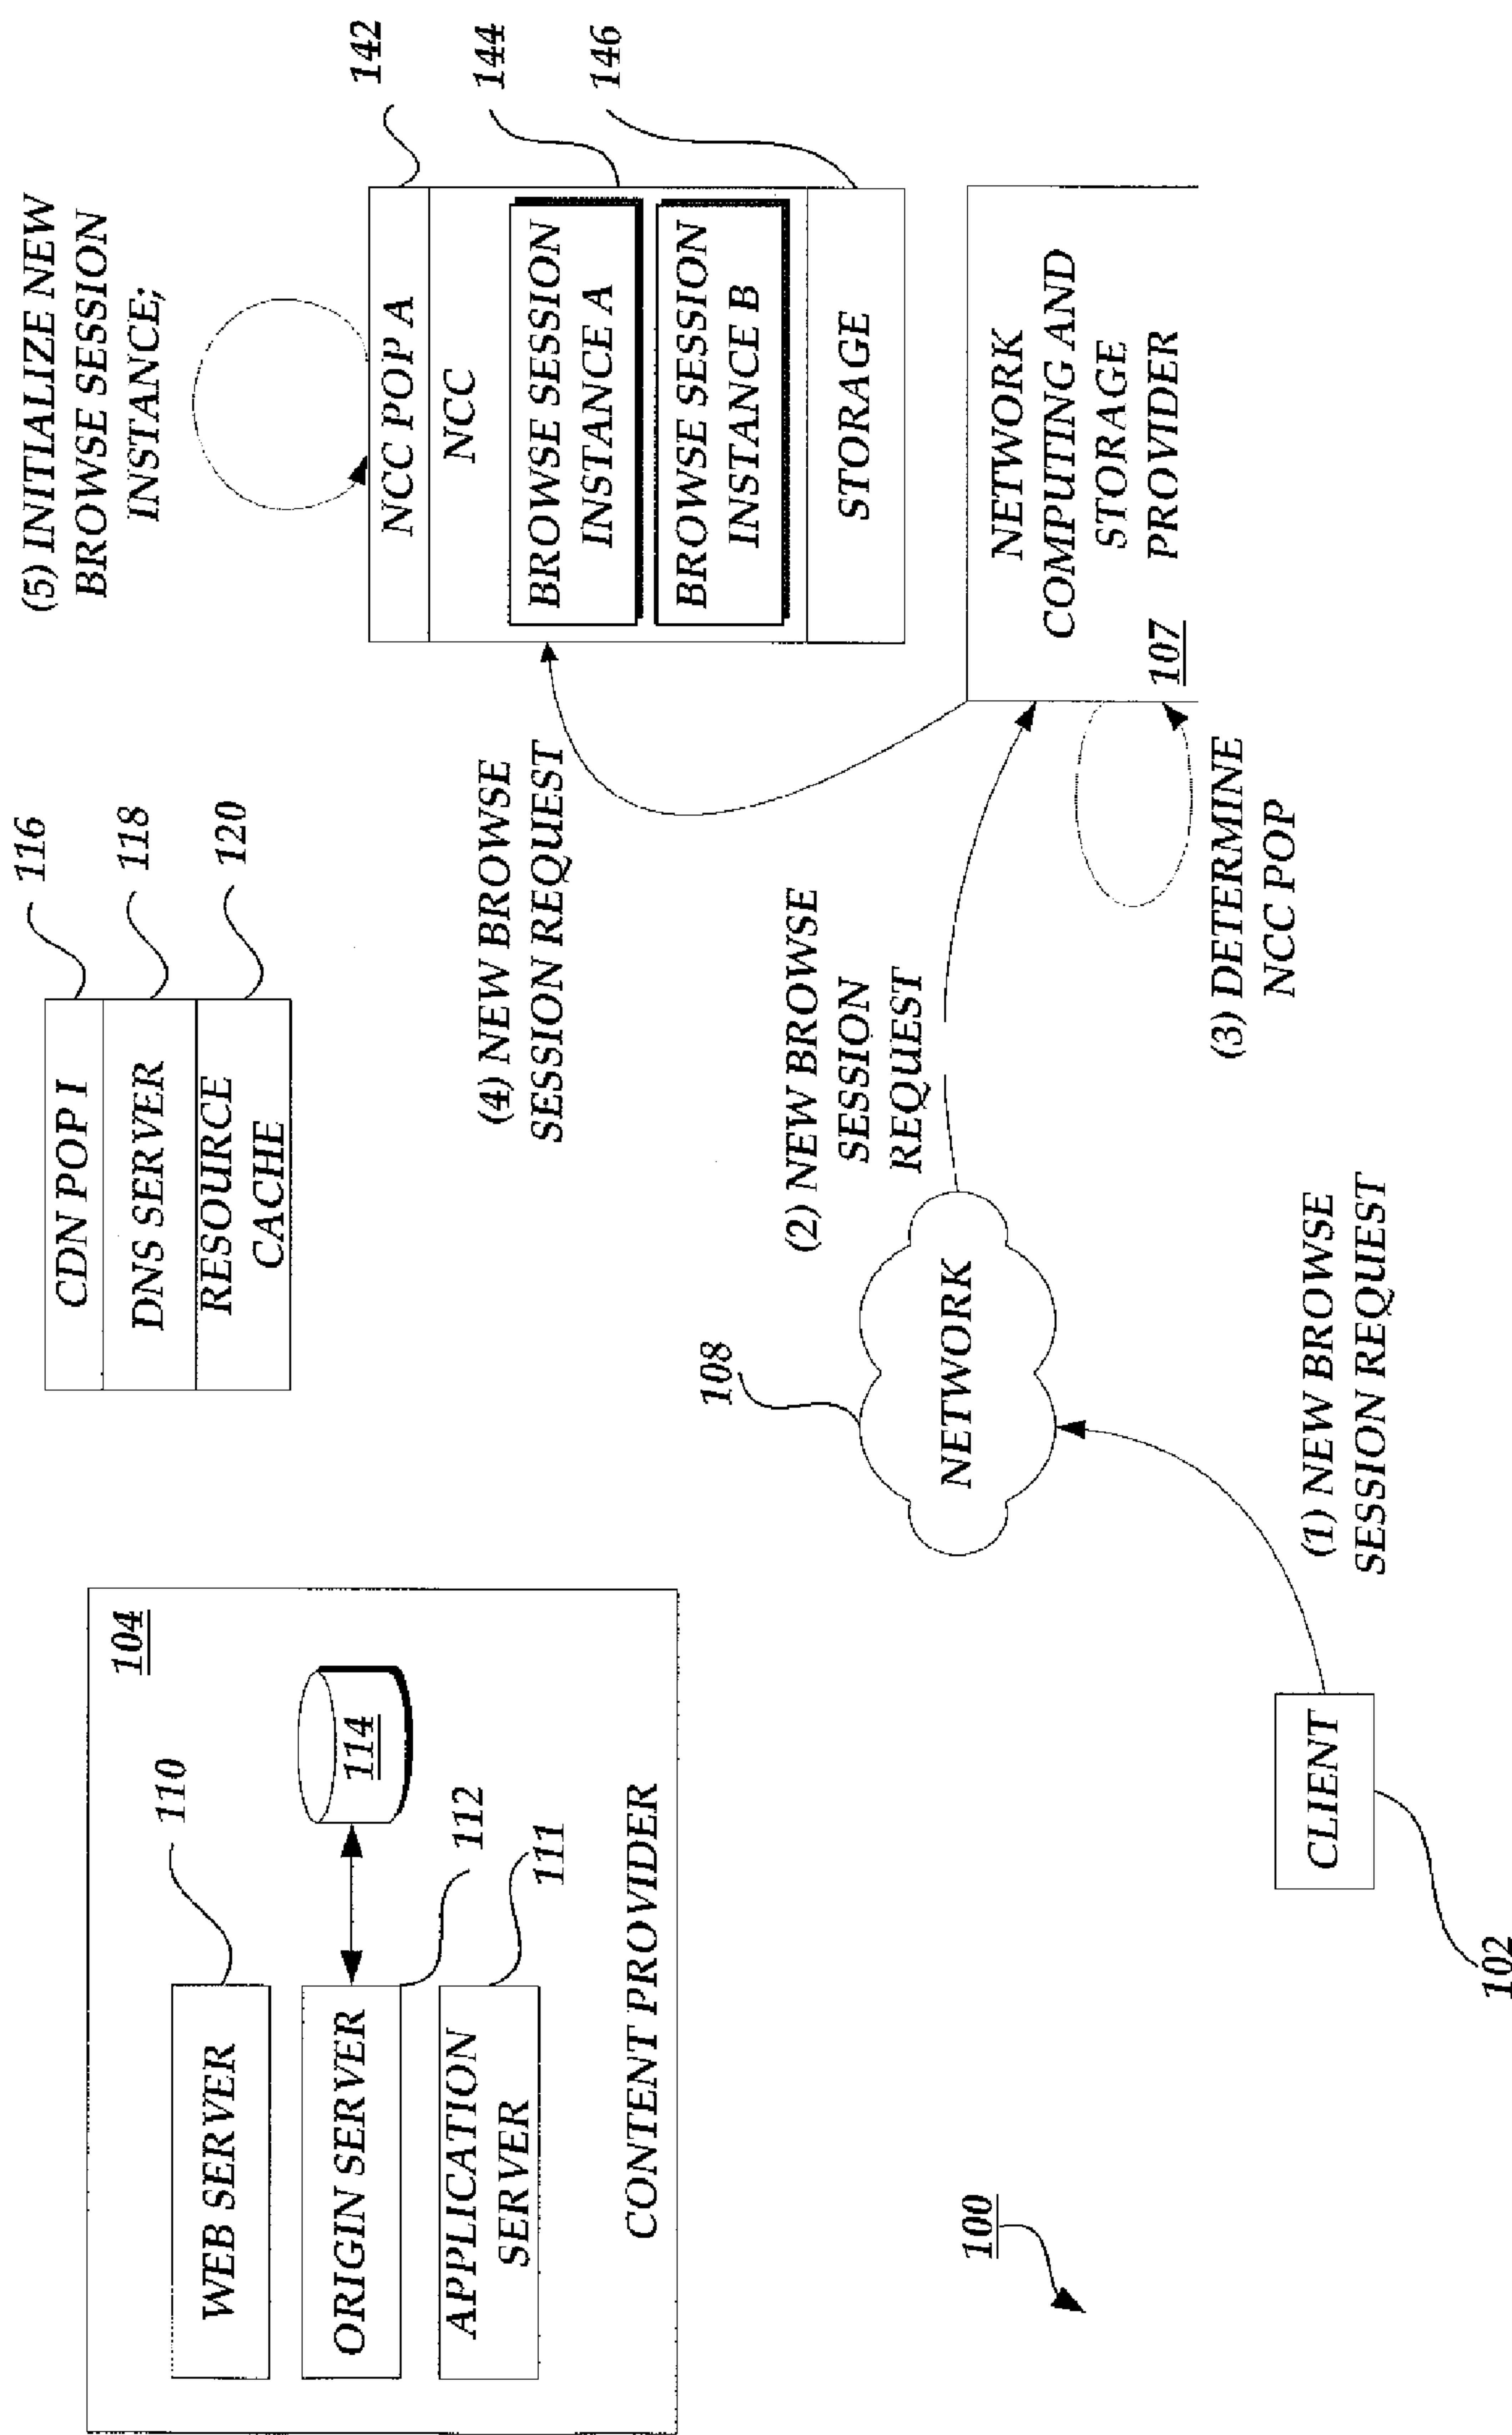 104
110
WEB SERVER
ORIGIN SERVER
114
112
APPLICATION
SERVER
111
CONTENT PROVIDER
CDN POP I
116
DNS SERVER
118
RESOURCE
CACHE
120
(5) INITIALIZE NEW
BROWSE SESSION
INSTANCE;
NCC POP A
142
NCC
144
BROWSE SESSION
INSTANCE A
BROWSE SESSION
INSTANCE B
146
STORAGE
(4) NEW BROWSE
SESSION REQUEST
108
NETWORK
(2) NEW BROWSE
SESSION
REQUEST
NETWORK
COMPUTING AND
STORAGE
PROVIDER
107
(3) DETERMINE
NCC POP
(1) NEW BROWSE
SESSION REQUEST
CLIENT
102
100